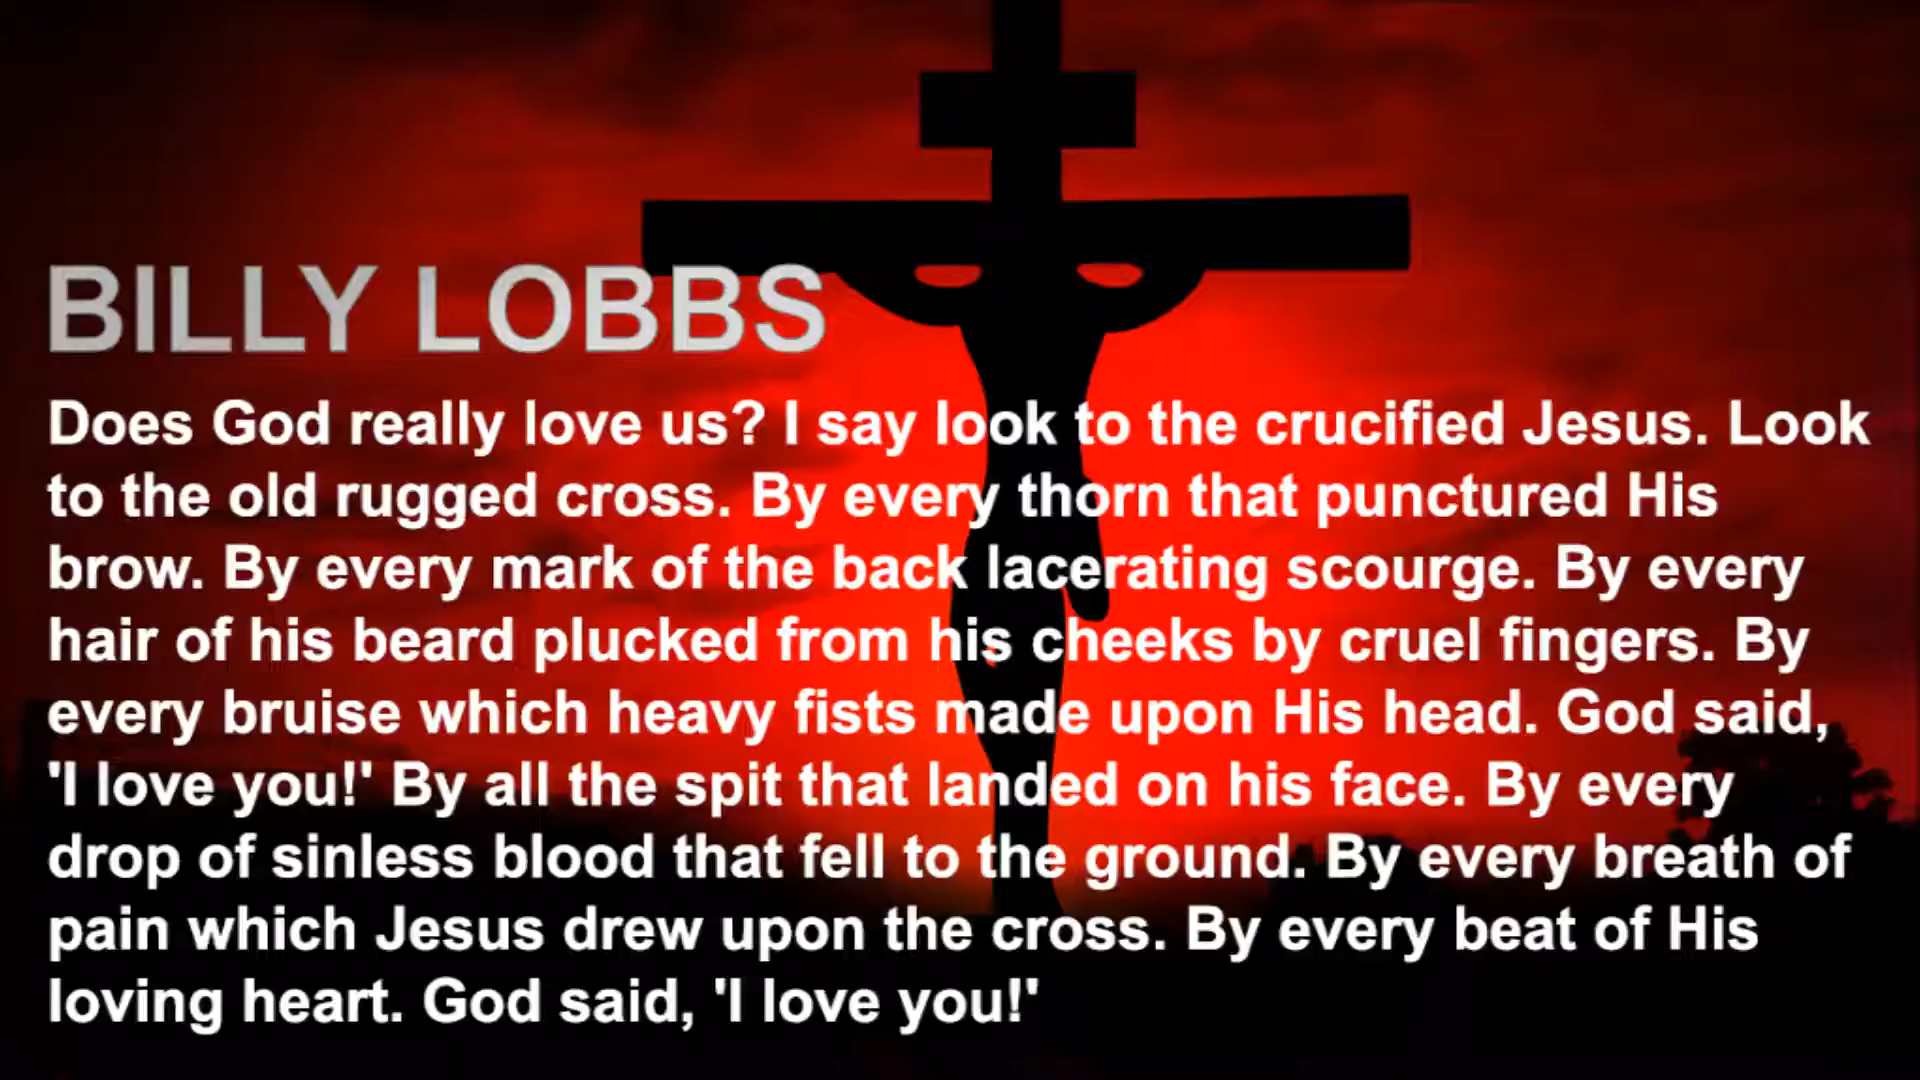 BILLY LOBBS
Does God really love us? I say look to the crucified Jesus. Look
to the old rugged cross. By every thorn that punctured His
brow. By every mark of the back lacerating scourge. By every
hair of his beard plucked from his cheeks by cruel fingers. By
every bruise which heavy fists made upon His head. God said,
'I love you!' By all the spit that landed on his face. By every
drop of sinless blood that fell to the ground. By every breath of
pain which Jesus drew upon the cross. By every beat of His
loving heart. God said, 'I love you!'